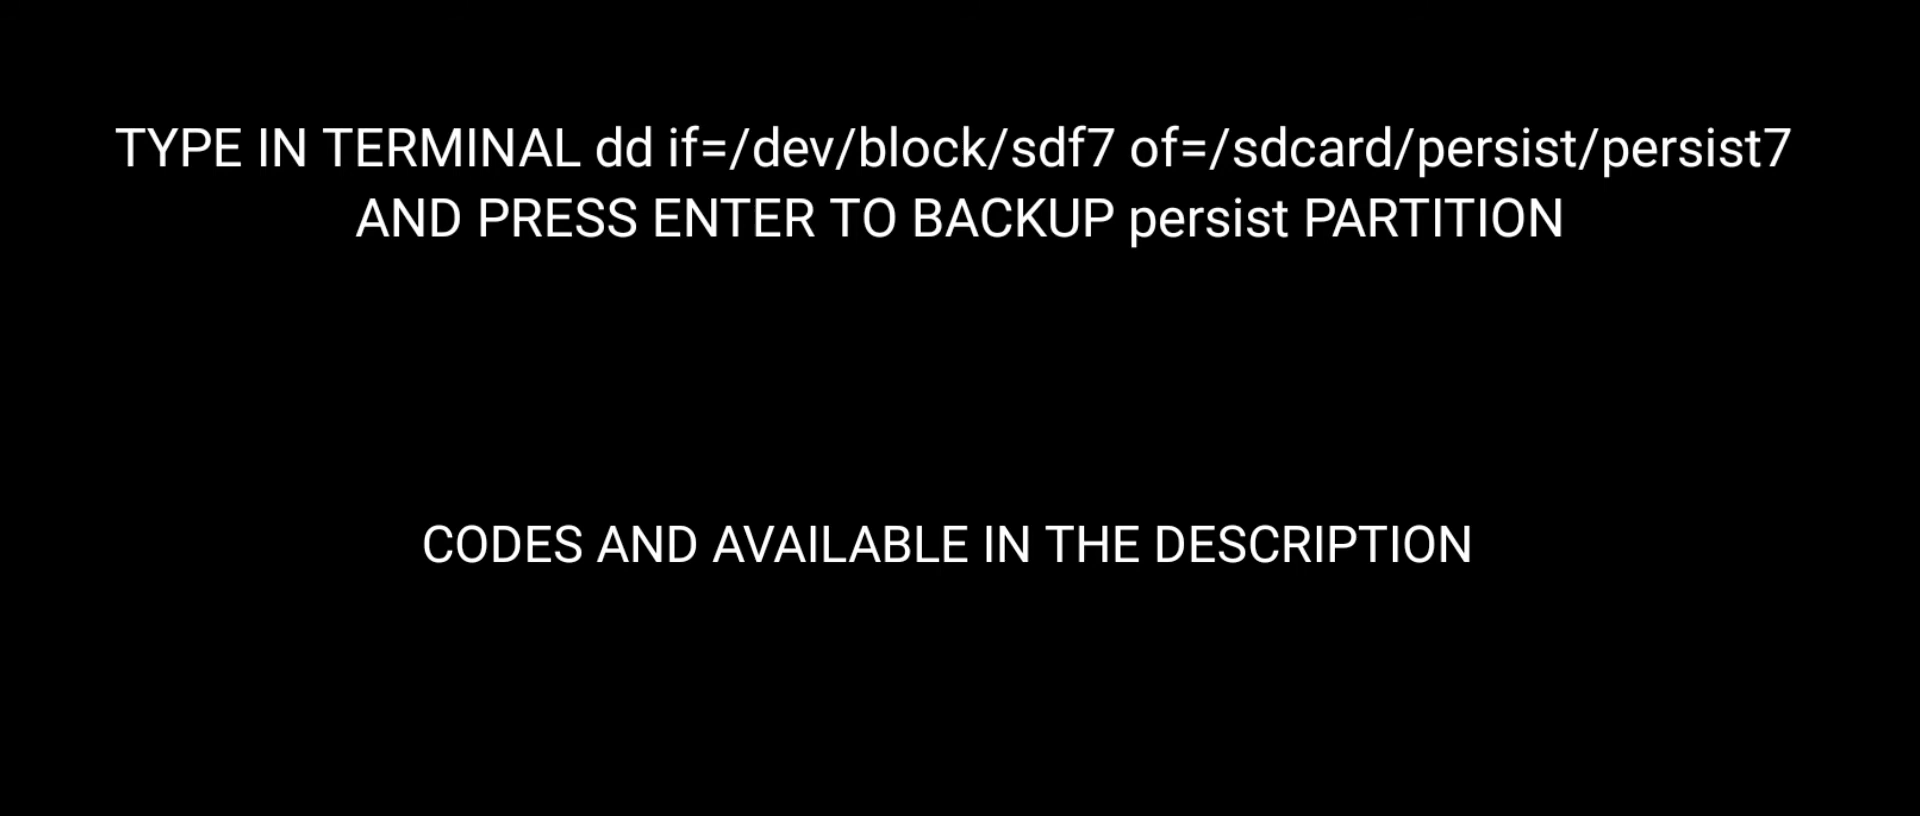 TYPE IN TERMINAL dd if=/dev/block/sdf7 of=/sdcard/persist/persist7
AND PRESS ENTER TO BACKUP persist PARTITION
CODES AND AVAILABLE IN THE DESCRIPTION